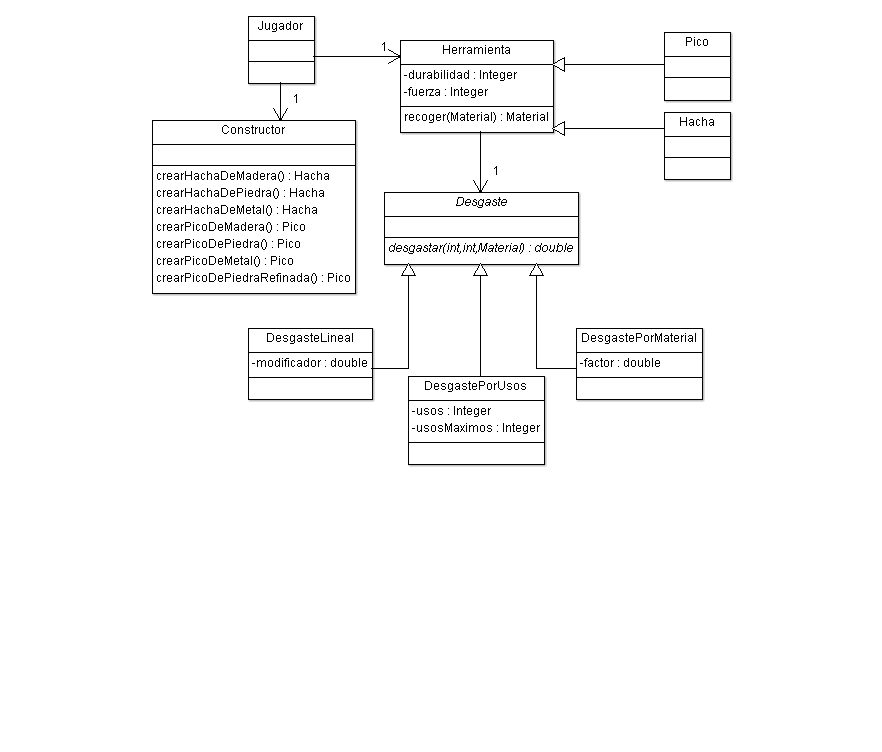 Jugador
1
1
Herramienta
-durabilidad : Integer
-fuerza : Integer
recoger(Material) : Material
Pico
Hacha
Constructor
crearHachaDeMadera() : Hacha
crearHachaDePiedra() : Hacha
crearHachaDeMetal() : Hacha
crearPicoDeMadera() : Pico
crearPicoDePiedra() : Pico
crearPicoDeMetal() : Pico
crearPicoDePiedraRefinada() : Pico
1
Desgaste
desgastar(int,int,Material) : double
DesgasteLineal
-modificador : double
DesgastePorUsos
-usos : Integer
-usosMaximos : Integer
DesgastePorMaterial
-factor : double